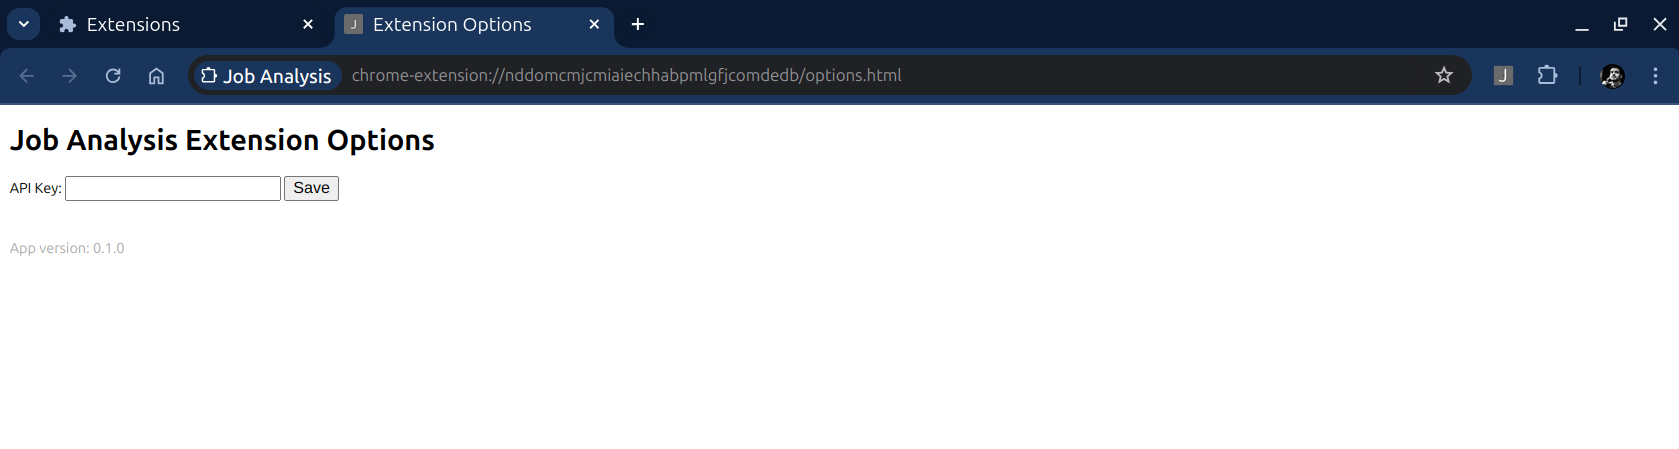 Extensions
J Extension Options
Job Analysis chrome-extension://nddomcmjcmiaiechhabpmlgfjcomdedb/options.html J
Job Analysis Extension Options
API Key: Save
App version: 0.1.0